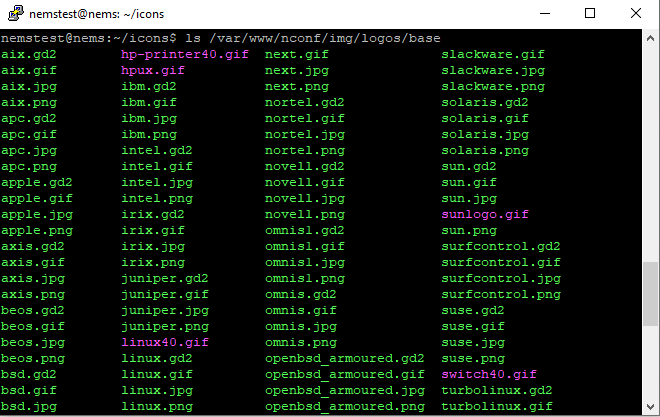 nemstest@nems: ~/icons
nemstest@nems:~/icons$ ls /var/www/nconf/img/logos/base
aix.gd2 hp-printer40.gif next.gif slackware.gif
aix.gif hpux.gif next.jpg slackware.jpg
aix.jpg ibm.gd2 next.png slackware.png
aix.png ibm.gif nortel.gd2 solaris.gd2
apc.gd2 ibm.jpg nortel.gif solaris.gif
apc.gif ibm.png nortel.jpg solaris.jpg
apc.jpg intel.gd2 nortel.png solaris.png
apc.png intel.gif novell.gd2 sun.gd2
apple.gd2 intel.jpg novell.gif sun.gif
apple.gif intel.png novell.jpg sun.jpg
apple.jpg irix.gd2 novell.png sunlogo.gif
apple.png irix.gif omnisl.gd2 sun.png
axis.gd2 irix.jpg omnisl.gif surfcontrol.gd2
axis.gif irix.png omnisl.jpg surfcontrol.gif
axis.jpg juniper.gd2 omnisl.png surfcontrol.jpg
axis.png juniper.gif omnis.gd2 surfcontrol.png
beos.gd2 juniper.jpg omnis.gif suse.gd2
beos.gif juniper.png omnis.jpg suse.gif
beos.jpg linux40.gif omnis.png suse.jpg
beos.png linux.gd2 openbsd_armoured.gd2 suse.png
bsd.gd2 linux.gif openbsd_armoured.gif switch40.gif
bsd.gif linux.jpg openbsd_armoured.jpg turbolinux.gd2
bsd.jpg linux.png openbsd_armoured.png turbolinux.gif